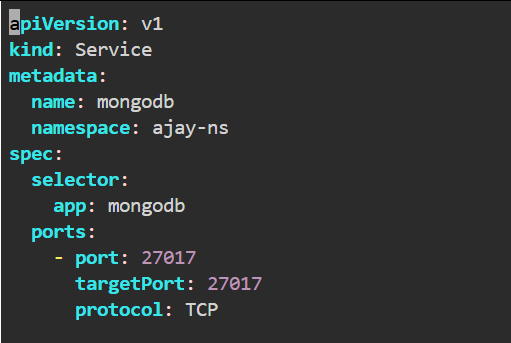 apiVersion: v1
kind: Service
metadata:
  name: mongodb
  namespace: ajay-ns
spec:
  selector:
    app: mongodb
  ports:
    - port: 27017
      targetPort: 27017
      protocol: TCP